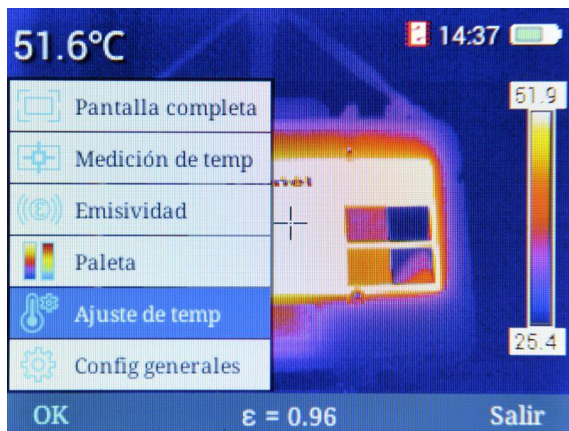 51.6°C
14:37
51.9
Pantalla completa
Medición de temp
Emisividad
Paleta
Ajuste de temp
Config generales
25.4
OK
ε = 0.96
Salir